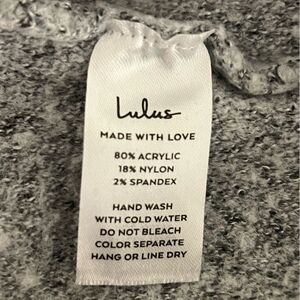 Lulus
MADE WITH LOVE
80% ACRYLIC
18% NYLON
2% SPANDEX
HAND WASH
WITH COLD WATER
DO NOT BLEACH
COLOR SEPARATE
HANG OR LINE DRY